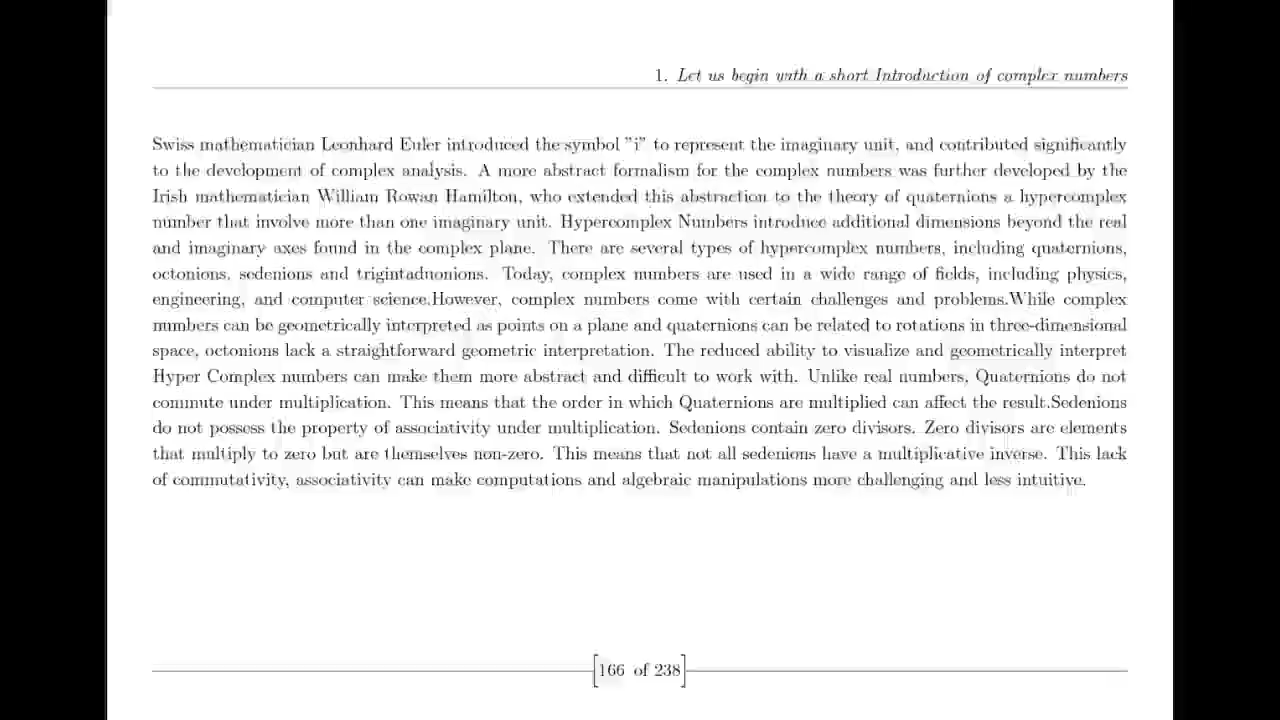 1. Let us begin with a short Introduction of complex numbers
Swiss mathematician Leonhard Euler introduced the symbol "i" to represent the imaginary unit, and contributed significantly
to the development of complex analysis. A more abstract formalism for the complex numbers was further developed by the
Irish mathematician William Rowan Hamilton, who extended this abstraction to the theory of quaternions a hypercomplex
number that involve more than one imaginary unit. Hypercomplex Numbers introduce additional dimensions beyond the real
and imaginary axes found in the complex plane. There are several types of hypercomplex numbers, including quaternions,
octonions, sedenions and trigintaduonions. Today, complex numbers are used in a wide range of fields, including physics,
engineering, and computer science.However, complex numbers come with certain challenges and problems.While complex
numbers can be geometrically interpreted as points on a plane and quaternions can be related to rotations in three-dimensional
space, octonions lack a straightforward geometric interpretation. The reduced ability to visualize and geometrically interpret
Hyper Complex numbers can make them more abstract and difficult to work with. Unlike real numbers, Quaternions do not
commute under multiplication. This means that the order in which Quaternions are multiplied can affect the result.Sedenions
do not possess the property of associativity under multiplication. Sedenions contain zero divisors. Zero divisors are elements
that multiply to zero but are themselves non-zero. This means that not all sedenions have a multiplicative inverse. This lack
of commutativity, associativity can make computations and algebraic manipulations more challenging and less intuitive.
166 of 238